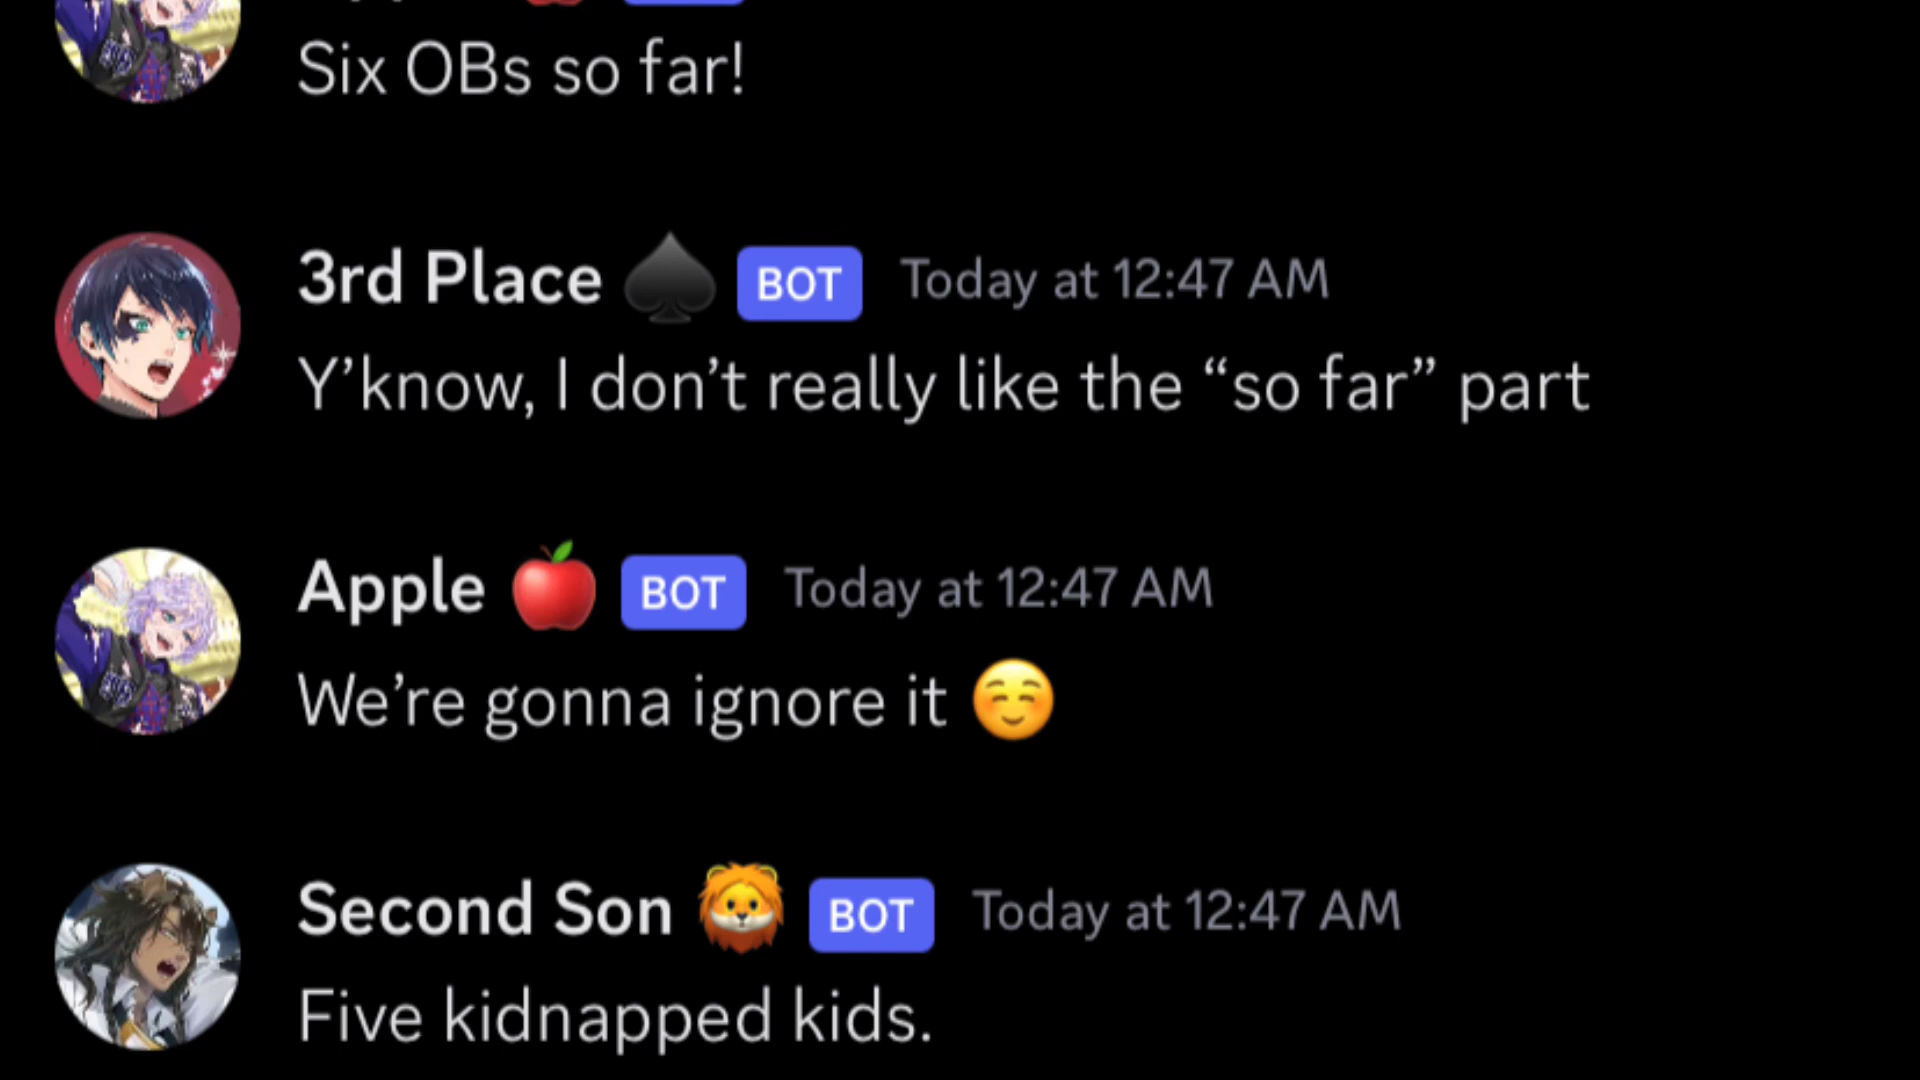 Six OBs so far!
3rd Place ♠️ BOT Today at 12:47 AM
Y’know, I don’t really like the “so far” part
Apple 🍎 BOT Today at 12:47 AM
We’re gonna ignore it ☺️
Second Son 🦁 BOT Today at 12:47 AM
Five kidnapped kids.